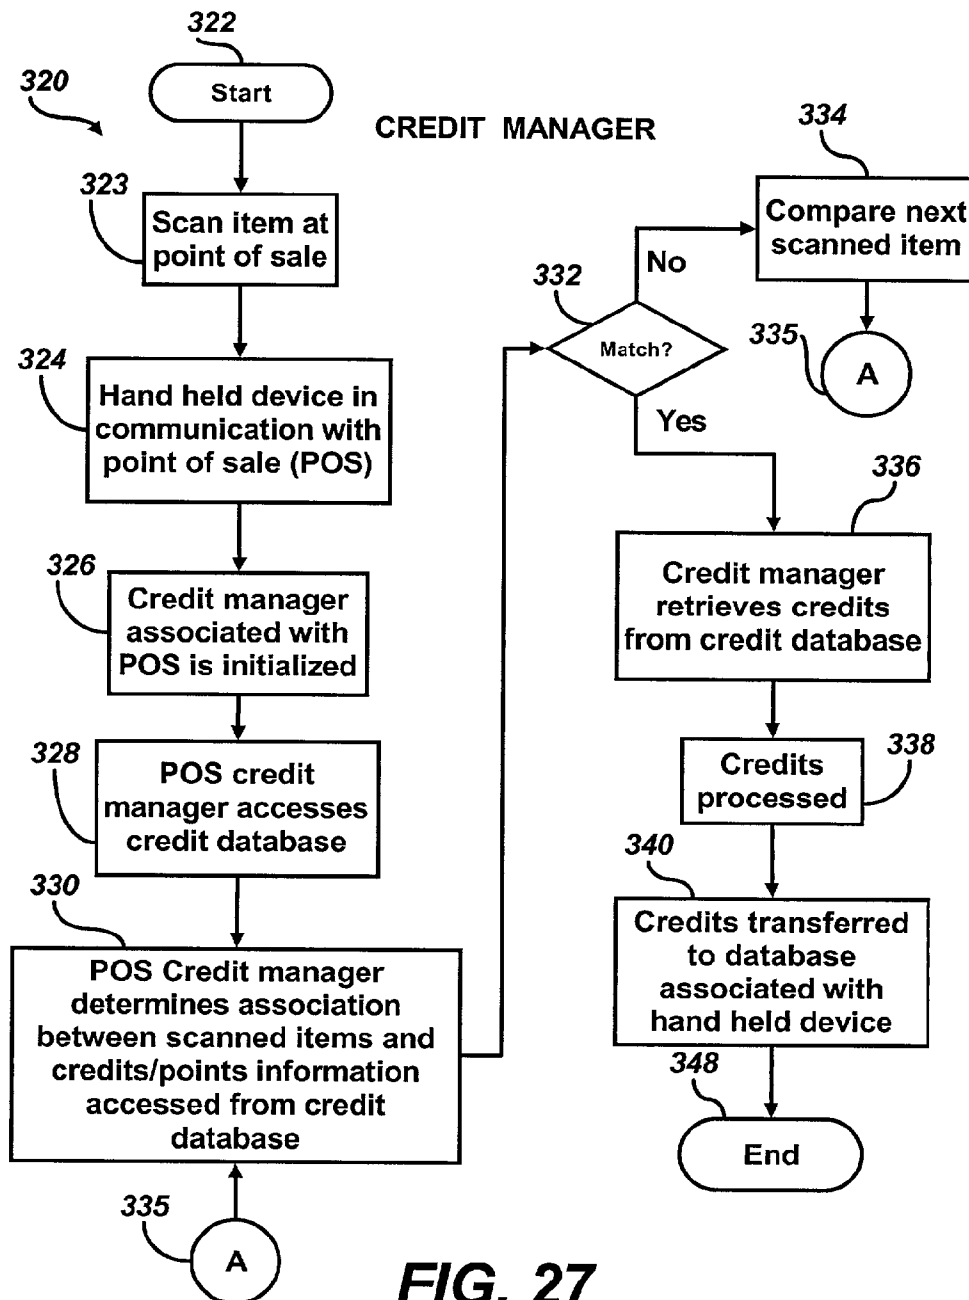 322
Start
320
CREDIT MANAGER
323
Scan item at
point of sale
324
Hand held device in
communication with
point of sale (POS)
326
Credit manager
associated with
POS is initialized
328
POS credit
manager accesses
credit database
330
POS Credit manager
determines association
between scanned items and
credits/points information
accessed from credit
database
335
A
332
Match?
No
Yes
334
Compare next
scanned item
335
A
336
Credit manager
retrieves credits
from credit database
338
Credits
processed
340
Credits transferred
to database
associated with
hand held device
348
End
FIG. 27